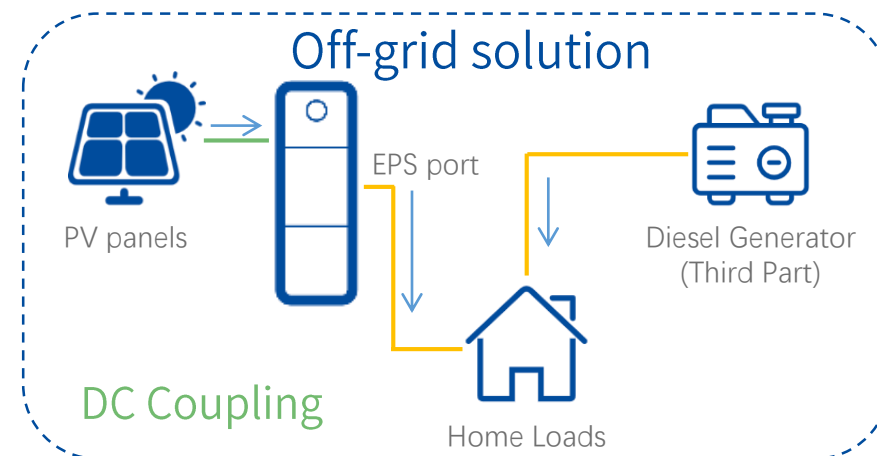 Off-grid solution
EPS port
PV panels
Diesel Generator
(Third Part)
DC Coupling
Home Loads